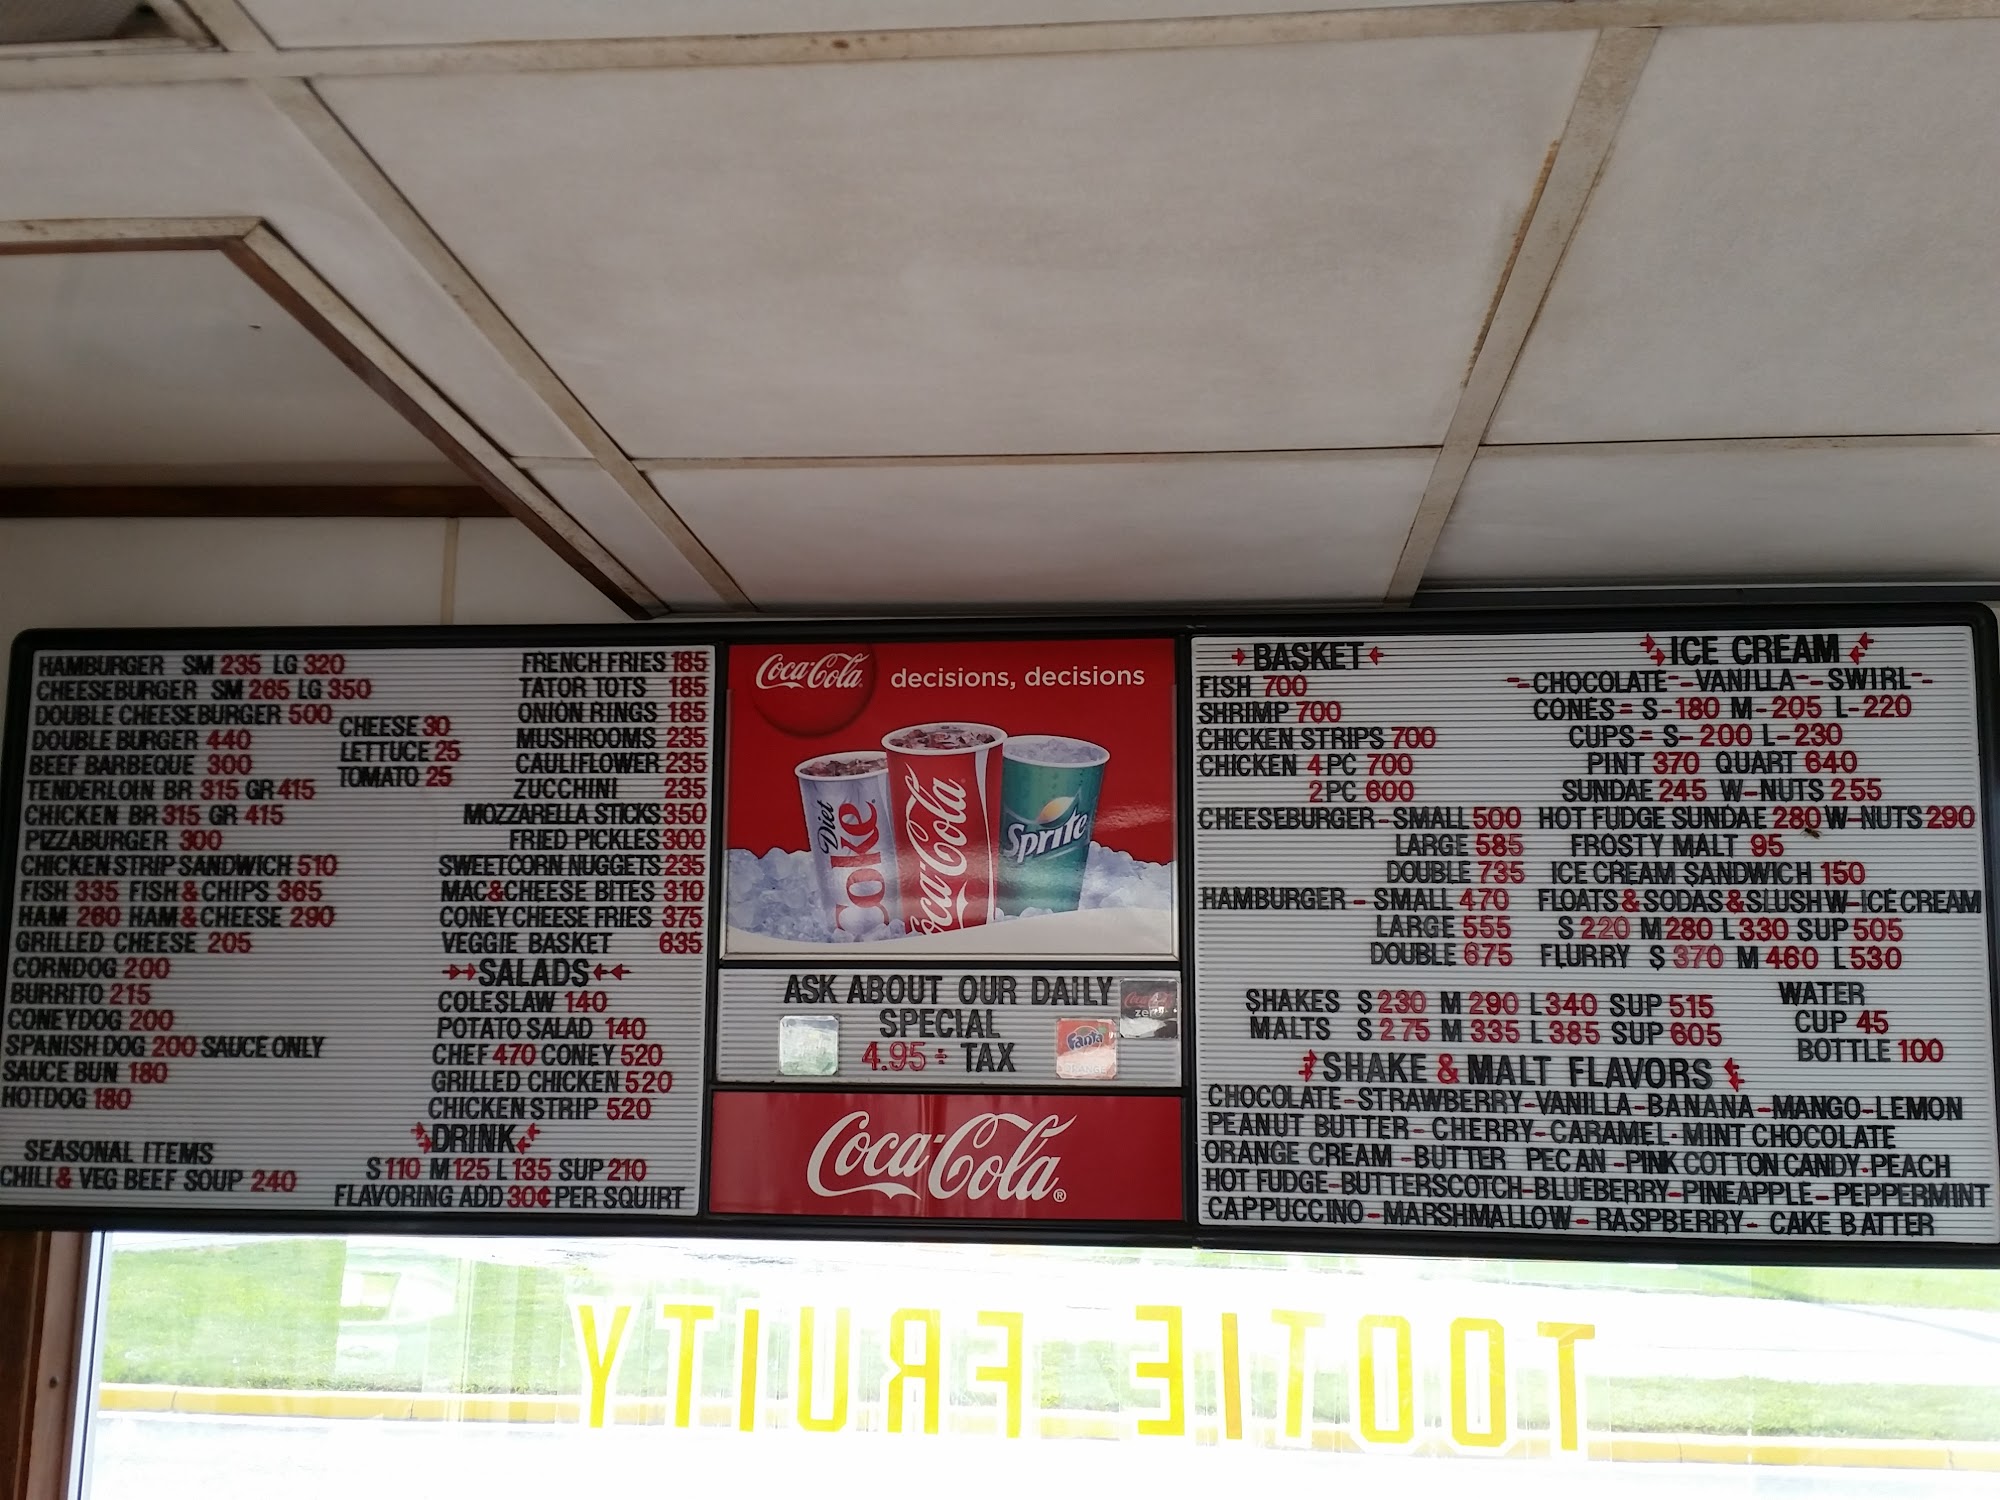 HAMBURGER SM 235 LG 320
CHEESEBURGER SM 265 LG 350
DOUBLE CHEESEBURGER 500
DOUBLE BURGER 440
BEEF BARBEQUE 300
TENDERLOIN BR 315 GR 415
CHICKEN BR 315 GR 415
PIZZABURGER 300
CHICKEN STRIP SANDWICH 510
FISH 335 FISH & CHIPS 365
HAM 260 HAM & CHEESE 290
GRILLED CHEESE 205
CORNDOG 200
BURRITO 215
CONEYDOG 200
SPANISH DOG 200 SAUCE ONLY
SAUCE BUN 180
HOTDOG 180
SEASONAL ITEMS
CHILI & VEG BEEF SOUP 240
CHEESE 30
LETTUCE 25
TOMATO 25
FRENCH FRIES 185
TATOR TOTS 185
ONION RINGS 185
MUSHROOMS 235
CAULIFLOWER 235
ZUCCHINI 235
MOZZARELLA STICKS 350
FRIED PICKLES 300
SWEETCORN NUGGETS 235
MAC&CHEESE BITES 310
CONEY CHEESE FRIES 375
VEGGIE BASKET 635
SALADS
COLESLAW 140
POTATO SALAD 140
CHEF 470 CONEY 520
GRILLED CHICKEN 520
CHICKEN STRIP 520
DRINK
S 110 M 125 L 135 SUP 210
FLAVORING ADD 30¢ PER SQUIRT
Coca-Cola decisions, decisions
Diet Coke
Coca-Cola
Sprite
ASK ABOUT OUR DAILY
SPECIAL
4.95 + TAX
Coca-Cola zero
Fanta
ORANGE
Coca-Cola®
BASKET
FISH 700
SHRIMP 700
CHICKEN STRIPS 700
CHICKEN 4 PC 700
2 PC 600
CHEESEBURGER - SMALL 500
LARGE 585
DOUBLE 735
HAMBURGER - SMALL 470
LARGE 555
DOUBLE 675
ICE CREAM
-CHOCOLATE--VANILLA--SWIRL-
CONES = S-180 M-205 L-220
CUPS = S-200 L-230
PINT 370 QUART 640
SUNDAE 245 W-NUTS 255
HOT FUDGE SUNDAE 280 W-NUTS 290
FROSTY MALT 95
ICE CREAM SANDWICH 150
FLOATS & SODAS & SLUSH W-ICE CREAM
S 220 M 280 L 330 SUP 505
FLURRY S 370 M 460 L 530
SHAKES S 230 M 290 L 340 SUP 515
MALTS S 275 M 335 L 385 SUP 605
WATER
CUP 45
BOTTLE 100
SHAKE & MALT FLAVORS
CHOCOLATE-STRAWBERRY-VANILLA-BANANA-MANGO-LEMON
PEANUT BUTTER-CHERRY-CARAMEL-MINT CHOCOLATE
ORANGE CREAM-BUTTER PECAN-PINK COTTON CANDY-PEACH
HOT FUDGE-BUTTERSCOTCH-BLUEBERRY-PINEAPPLE-PEPPERMINT
CAPPUCCINO-MARSHMALLOW-RASPBERRY-CAKE BATTER
TOOTIE FRUITY